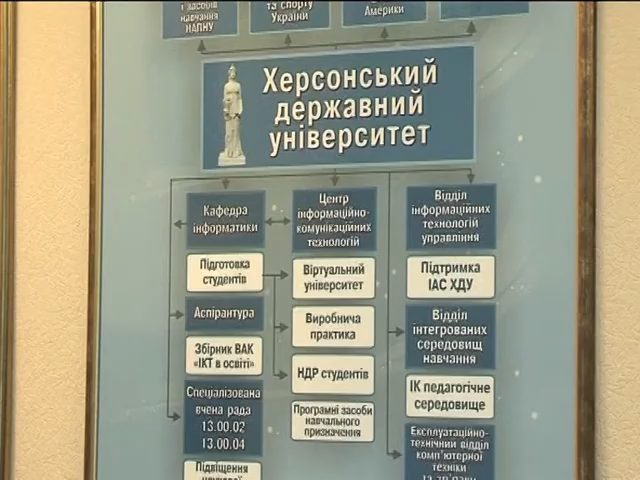 і засобів
навчання
НАПНУ
та спорту
України
Америки
Херсонський
державний
університет
Кафедра
інформатики
Підготовка
студентів
Аспірантура
Збірник ВАК
«ІКТ в освіті»
Спеціалізована
вчена рада
13.00.02
13.00.04
Підвищення
Центр
інформаційно-
комунікаційних
технологій
Віртуальний
університет
Виробнича
практика
НДР студентів
Програмні засоби
навчального
призначення
Відділ
інформаційних
технологій
управління
Підтримка
ІАС ХДУ
Відділ
інтегрованих
середовищ
навчання
ІК педагогічне
середовище
Експлуатаційно-
технічний відділ
комп'ютерної
техніки